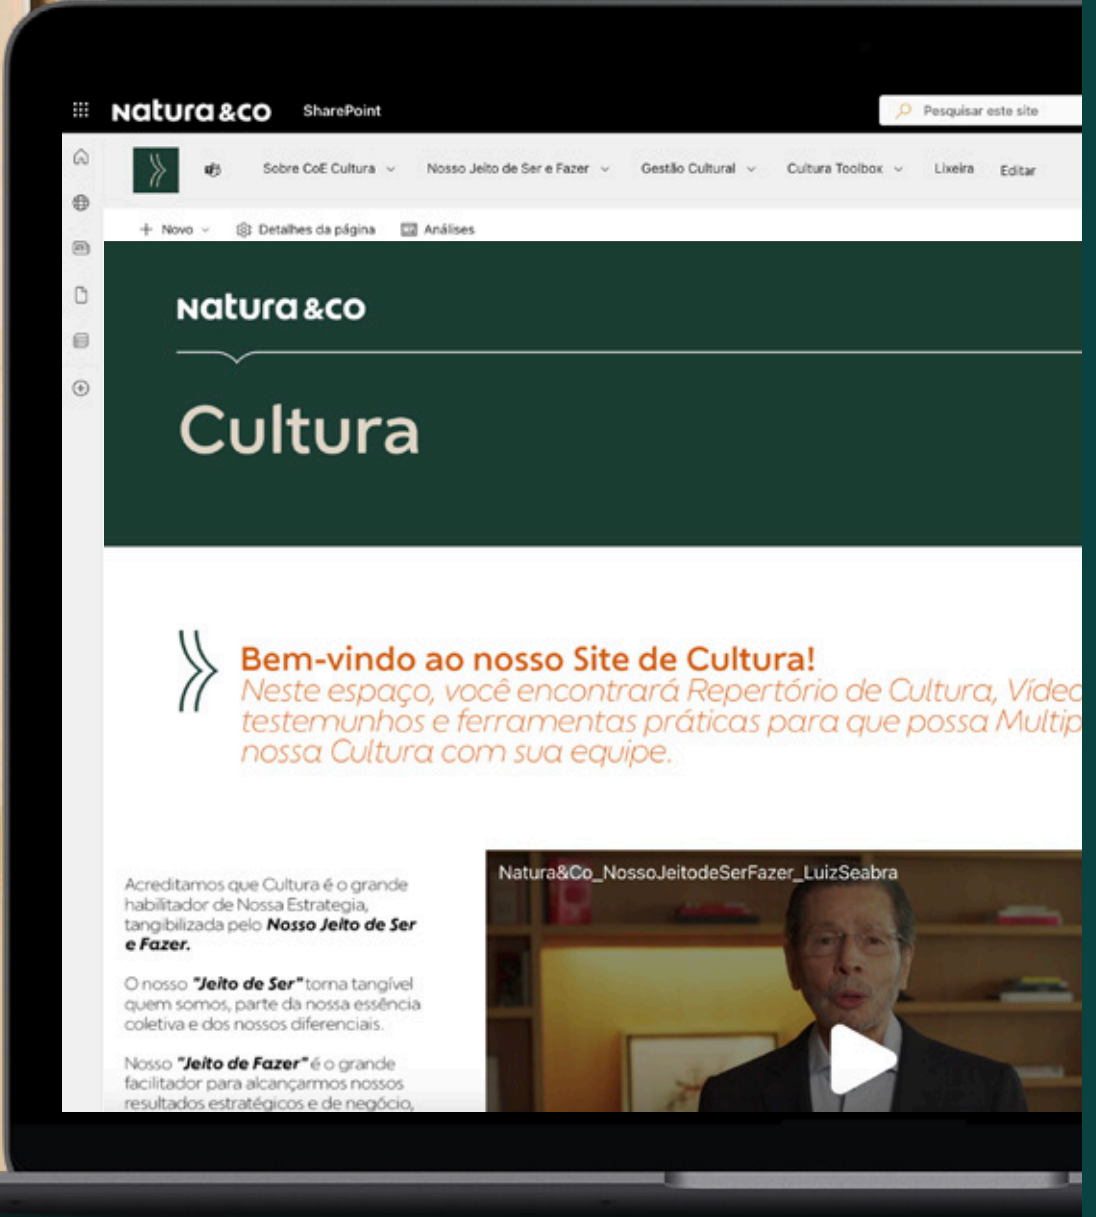 Natura &co
SharePoint
Pesquisar este site
Sobre CoE Cultura
Nosso Jeito de Ser e Fazer
Gestão Cultural
Cultura Toolbox
Lixeira
Editar
+ Novo
Detalhes da página
Análises
Natura &co
Cultura
Bem-vindo ao nosso Site de Cultura!
Neste espaço, você encontrará Repertório de Cultura, Vídeo
testemunhos e ferramentas práticas para que possa Multip
nossa Cultura com sua equipe.
Acreditamos que Cultura é o grande
habilitador de Nossa Estrategia,
tangibilizada pelo Nosso Jeito de Ser
e Fazer.
O nosso "Jeito de Ser" torna tangível
quem somos, parte da nossa essência
coletiva e dos nossos diferenciais.
Nosso "Jeito de Fazer" é o grande
facilitador para alcançarmos nossos
resultados estratégicos e de negócio,
Natura&Co_NossoJeitodeSerFazer_LuizSeabra